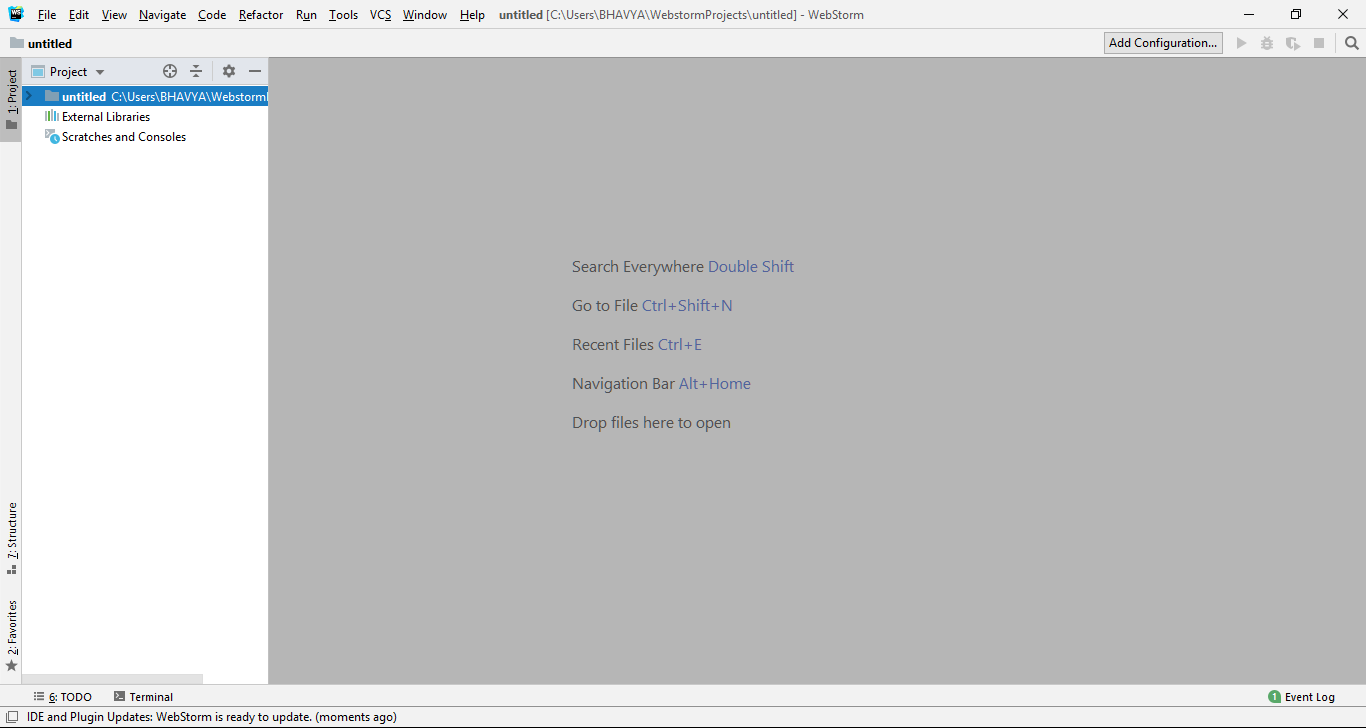 WS File Edit View Navigate Code Refactor Run Tools VCS Window Help untitled [C:\Users\BHAVYA\WebstormProjects\untitled] - WebStorm
untitled
Add Configuration...
1: Project
Project
untitled C:\Users\BHAVYA\Webstorm
External Libraries
Scratches and Consoles
Search Everywhere Double Shift
Go to File Ctrl+Shift+N
Recent Files Ctrl+E
Navigation Bar Alt+Home
Drop files here to open
7: Structure
2: Favorites
6: TODO
Terminal
1 Event Log
IDE and Plugin Updates: WebStorm is ready to update. (moments ago)